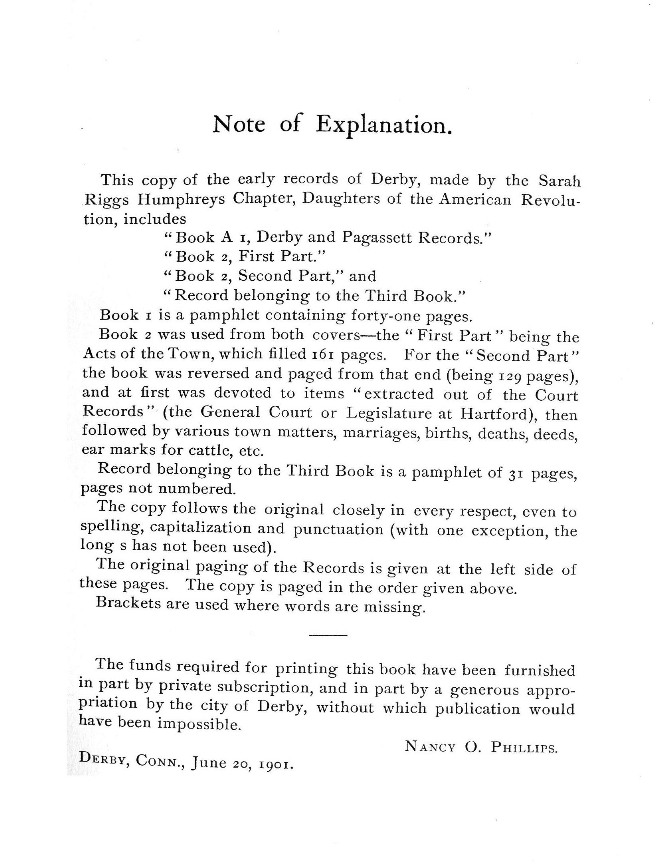 Note of Explanation.
This copy of the early records of Derby, made by the Sarah
Riggs Humphreys Chapter, Daughters of the American Revolu-
tion, includes
"Book A 1, Derby and Pagassett Records."
"Book 2, First Part."
"Book 2, Second Part," and
"Record belonging to the Third Book."
Book 1 is a pamphlet containing forty-one pages.
Book 2 was used from both covers—the "First Part" being the
Acts of the Town, which filled 161 pages. For the "Second Part"
the book was reversed and paged from that end (being 129 pages),
and at first was devoted to items "extracted out of the Court
Records" (the General Court or Legislature at Hartford), then
followed by various town matters, marriages, births, deaths, deeds,
ear marks for cattle, etc.
Record belonging to the Third Book is a pamphlet of 31 pages,
pages not numbered.
The copy follows the original closely in every respect, even to
spelling, capitalization and punctuation (with one exception, the
long s has not been used).
The original paging of the Records is given at the left side of
these pages. The copy is paged in the order given above.
Brackets are used where words are missing.
The funds required for printing this book have been furnished
in part by private subscription, and in part by a generous appro-
priation by the city of Derby, without which publication would
have been impossible.
NANCY O. PHILLIPS.
DERBY, CONN., June 20, 1901.